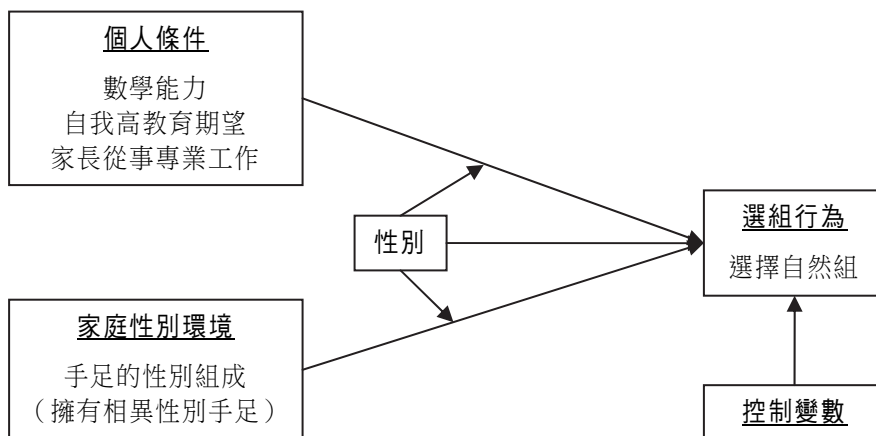 個人條件
數學能力
自我高教育期望
家長從事專業工作
性別
選組行為
選擇自然組
家庭性別環境
手足的性別組成
（擁有相異性別手足）
控制變數